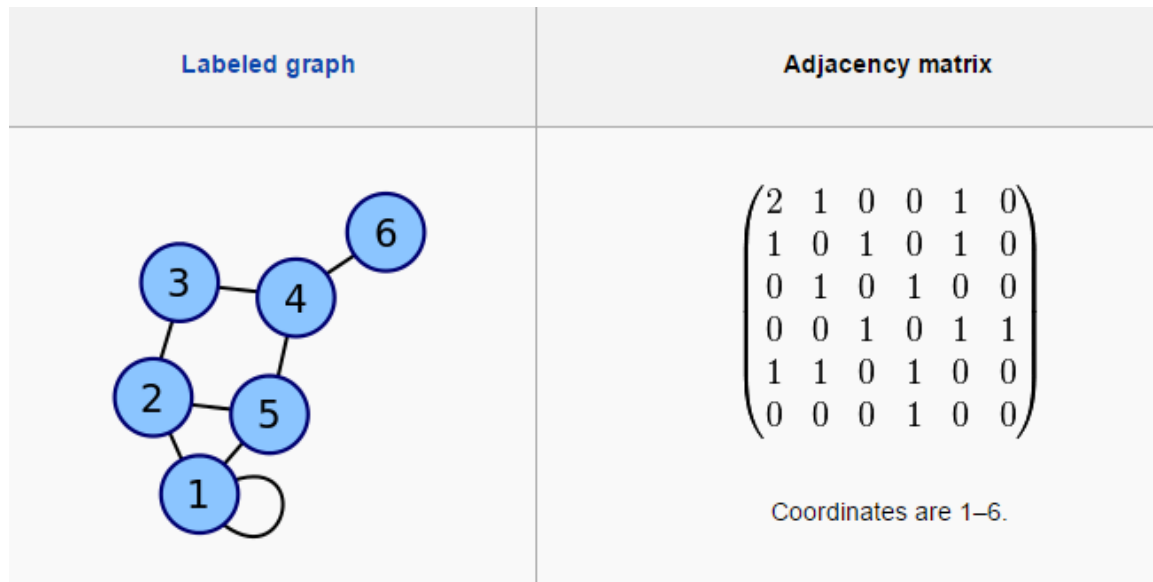 Labeled graph
Adjacency matrix
6
3
4
2
5
1
2 1 0 0 1 0
1 0 1 0 1 0
0 1 0 1 0 0
0 0 1 0 1 1
1 1 0 1 0 0
0 0 0 1 0 0
Coordinates are 1–6.